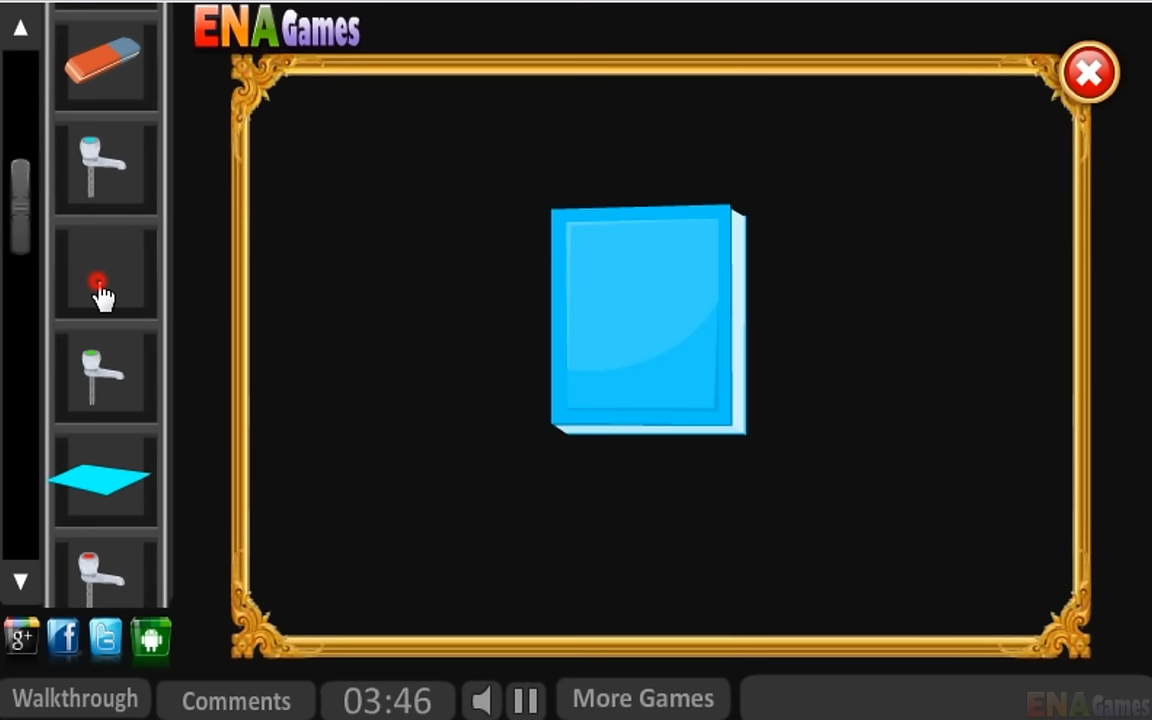 ENA Games
g+
f
t
Walkthrough
Comments
03:46
More Games
ENA Games